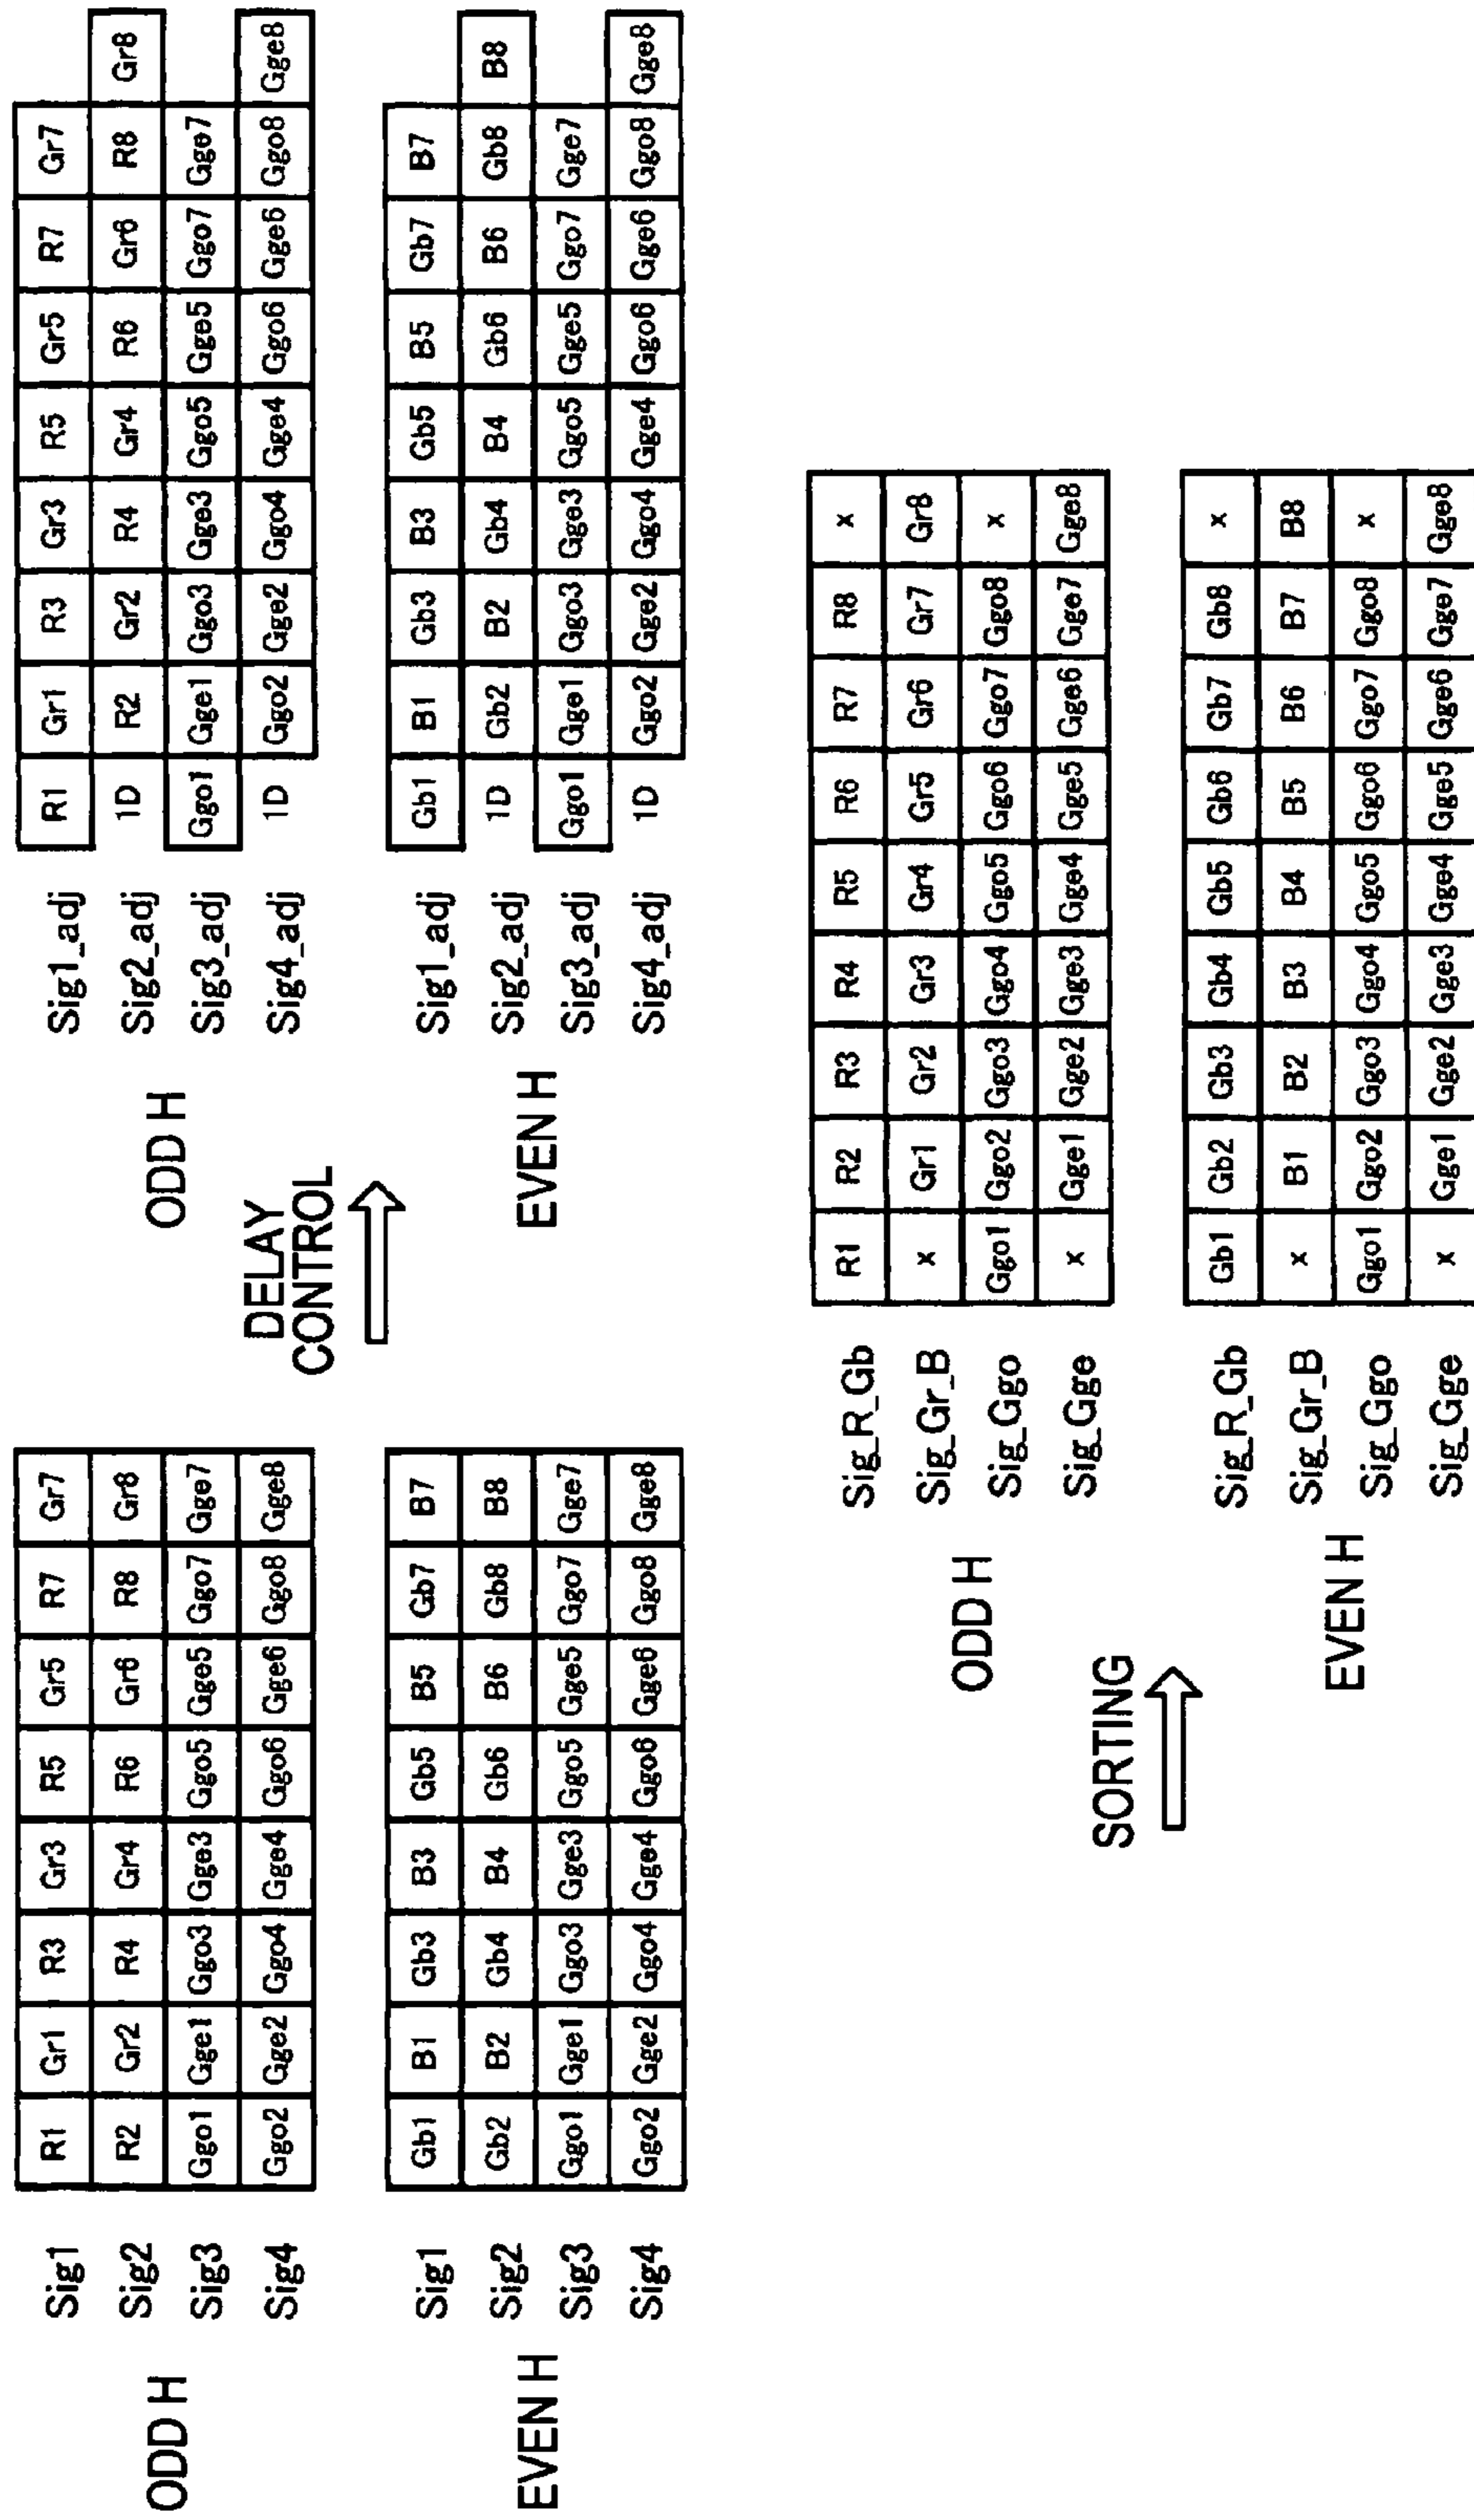 ODD H
Sig1 R1 Gr1 R3 Gr3 R5 Gr5 R7 Gr7
Sig2 R2 Gr2 R4 Gr4 R6 Gr6 R8 Gr8
Sig3 Ggo1 Gge1 Ggo3 Gge3 Ggo5 Gge5 Ggo7 Gge7
Sig4 Ggo2 Gge2 Ggo4 Gge4 Ggo6 Gge6 Ggo8 Gge8
EVEN H
Sig1 Gb1 B1 Gb3 B3 Gb5 B5 Gb7 B7
Sig2 Gb2 B2 Gb4 B4 Gb6 B6 Gb8 B8
Sig3 Ggo1 Gge1 Ggo3 Gge3 Ggo5 Gge5 Ggo7 Gge7
Sig4 Ggo2 Gge2 Ggo4 Gge4 Ggo6 Gge6 Ggo8 Gge8
DELAY
CONTROL
ODD H
Sig1_adj R1 Gr1 R3 Gr3 R5 Gr5 R7 Gr7
Sig2_adj 1D R2 Gr2 R4 Gr4 R6 Gr6 R8 Gr8
Sig3_adj Ggo1 Gge1 Ggo3 Gge3 Ggo5 Gge5 Ggo7 Gge7
Sig4_adj 1D Ggo2 Gge2 Ggo4 Gge4 Ggo6 Gge6 Ggo8 Gge8
EVEN H
Sig1_adj Gb1 B1 Gb3 B3 Gb5 B5 Gb7 B7
Sig2_adj 1D Gb2 B2 Gb4 B4 Gb6 B6 Gb8 B8
Sig3_adj Ggo1 Gge1 Ggo3 Gge3 Ggo5 Gge5 Ggo7 Gge7
Sig4_adj 1D Ggo2 Gge2 Ggo4 Gge4 Ggo6 Gge6 Ggo8 Gge8
SORTING
ODD H
Sig_R_Gb R1 R2 R3 R4 R5 R6 R7 R8 x
Sig_Gr_B x Gr1 Gr2 Gr3 Gr4 Gr5 Gr6 Gr7 Gr8
Sig_Ggo Ggo1 Ggo2 Ggo3 Ggo4 Ggo5 Ggo6 Ggo7 Ggo8 x
Sig_Gge x Gge1 Gge2 Gge3 Gge4 Gge5 Gge6 Gge7 Gge8
EVEN H
Sig_R_Gb Gb1 Gb2 Gb3 Gb4 Gb5 Gb6 Gb7 Gb8 x
Sig_Gr_B x B1 B2 B3 B4 B5 B6 B7 B8
Sig_Ggo Ggo1 Ggo2 Ggo3 Ggo4 Ggo5 Ggo6 Ggo7 Ggo8 x
Sig_Gge x Gge1 Gge2 Gge3 Gge4 Gge5 Gge6 Gge7 Gge8